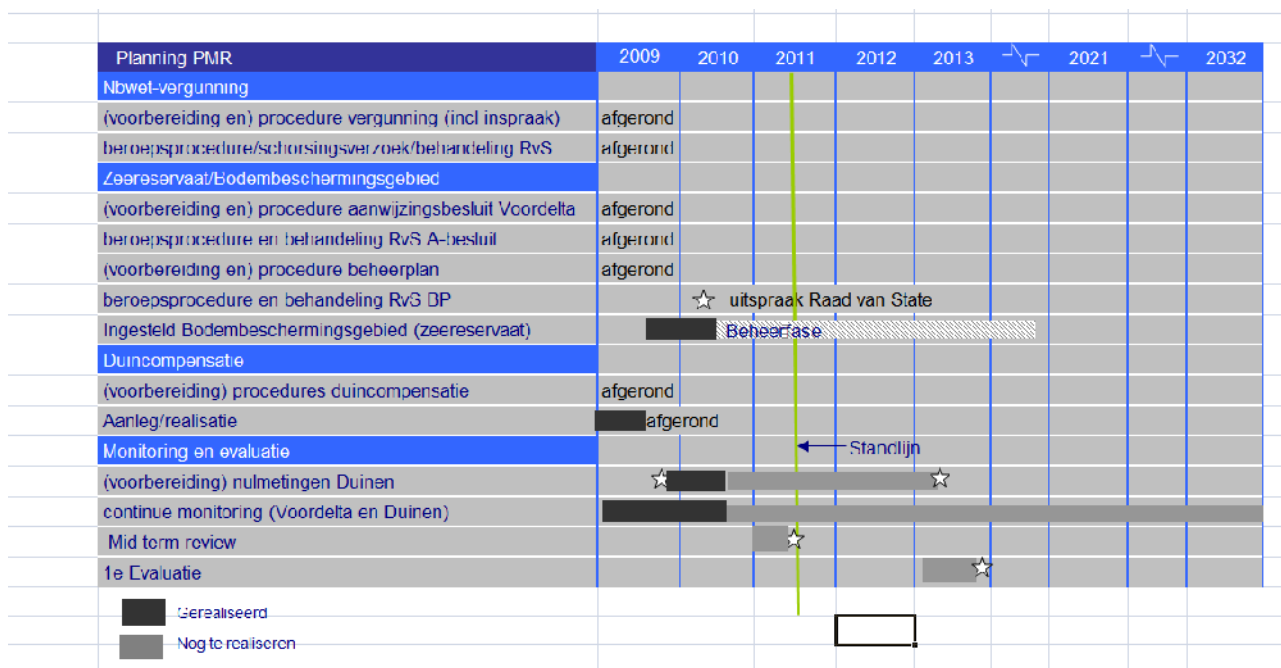 Planning PMR 2009 2010 2011 2012 2013 2021 2032
Nbwet-vergunning
(voorbereiding en) procedure vergunning (incl inspraak) afgerond
beroepsprocedure/schorsingsverzoek/behandeling RvS afgerond
Zeereservaat/Bodembeschermingsgebied
(voorbereiding en) procedure aanwijzingsbesluit Voordelta afgerond
beroepsprocedure en behandeling RvS A-besluit afgerond
(voorbereiding en) procedure beheerplan afgerond
beroepsprocedure en behandeling RvS BP uitspraak Raad van State
Ingesteld Bodembeschermingsgebied (zeereservaat) Beheerfase
Duincompensatie
(voorbereiding) procedures duincompensatie afgerond
Aanleg/realisatie afgerond
Monitoring en evaluatie Standlijn
(voorbereiding) nulmetingen Duinen
continue monitoring (Voordelta en Duinen)
Mid term review
1e Evaluatie
Gerealiseerd
Nog te realiseren